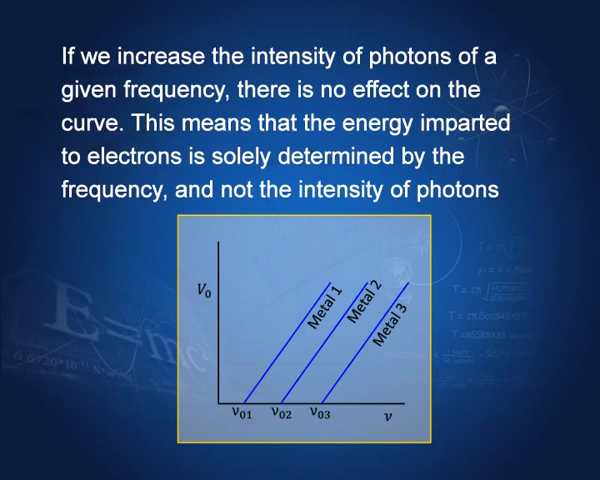 If we increase the intensity of photons of a
given frequency, there is no effect on the
curve. This means that the energy imparted
to electrons is solely determined by the
frequency, and not the intensity of photons
V₀
Metal 1
Metal 2
Metal 3
ν₀₁ ν₀₂ ν₀₃ ν
E=mc²